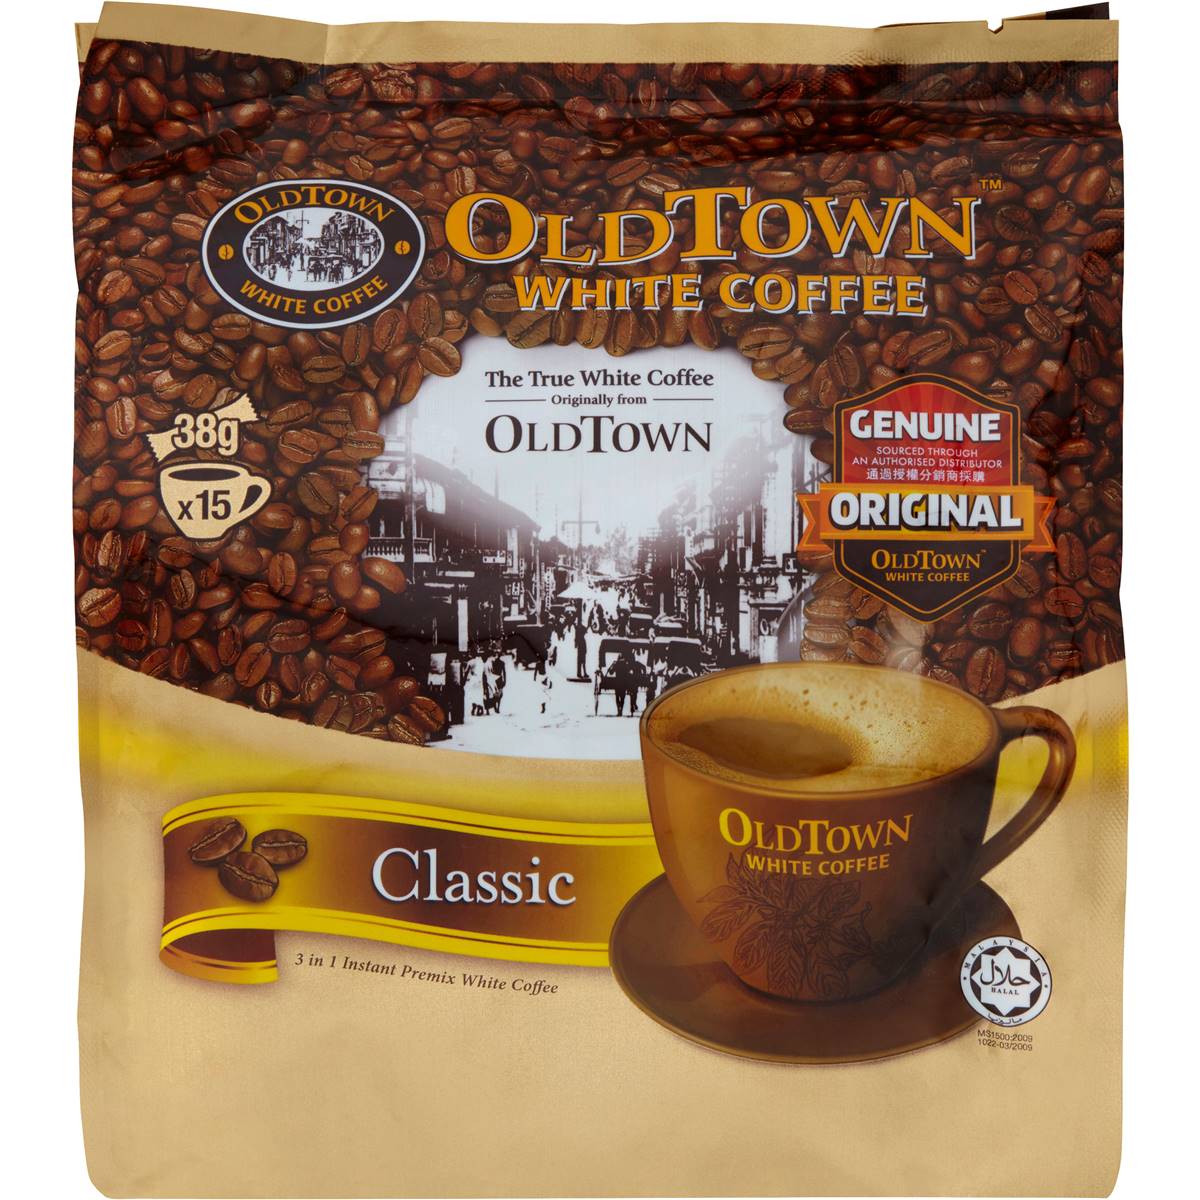 OLDTOWN
WHITE COFFEE
OLDTOWN™
WHITE COFFEE
The True White Coffee
Originally from
OLDTOWN
38g
x15
GENUINE
SOURCED THROUGH
AN AUTHORISED DISTRIBUTOR
通過授權分銷商採購
ORIGINAL
OLDTOWN™
WHITE COFFEE
OLDTOWN
WHITE COFFEE
Classic
3 in 1 Instant Premix White Coffee
MALAYSIA
حلال
HALAL
مليسيا
MS1500:2009
1022-03/2009